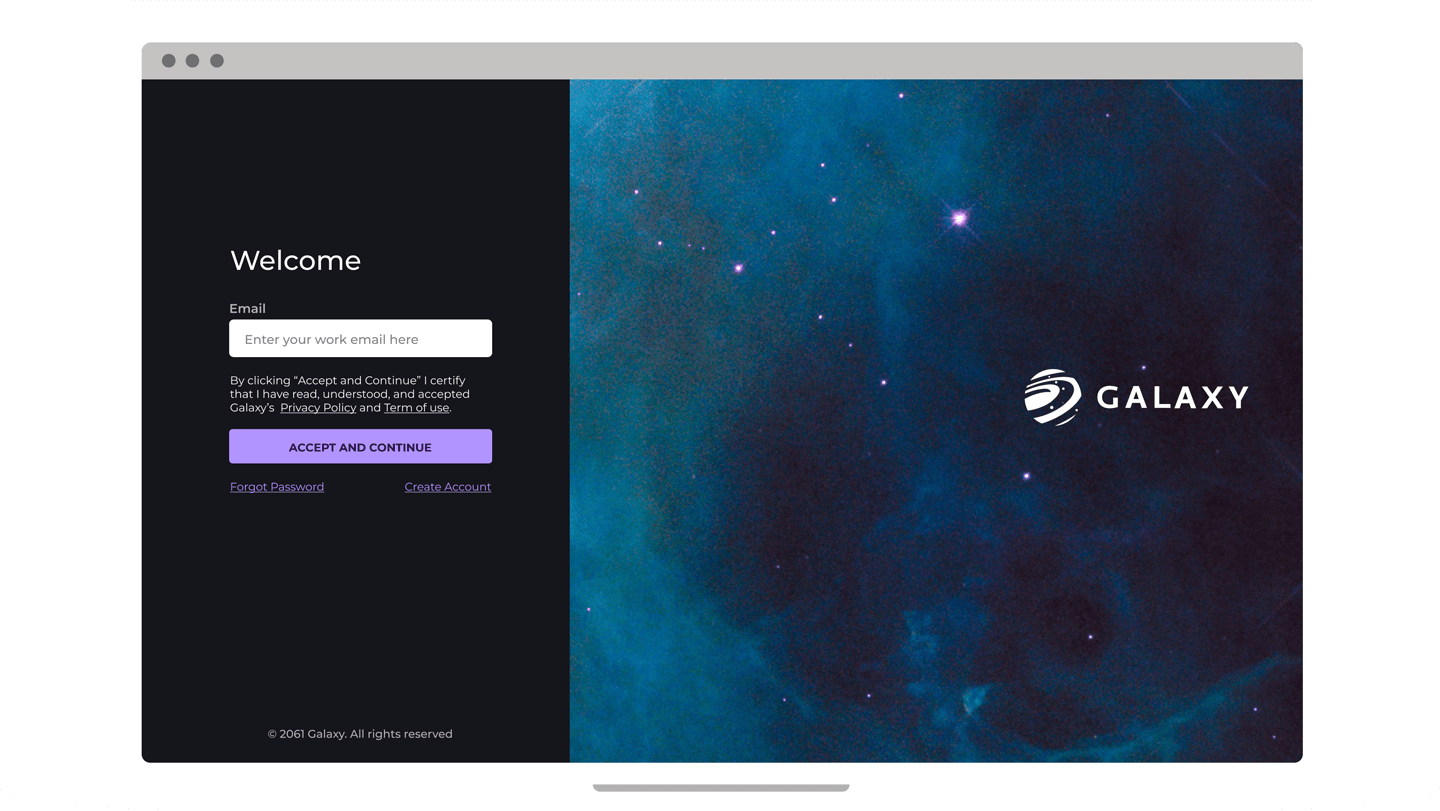 Welcome
Email
Enter your work email here
By clicking “Accept and Continue” I certify
that I have read, understood, and accepted
Galaxy’s  Privacy Policy and Term of use.
ACCEPT AND CONTINUE
Forgot Password Create Account
© 2061 Galaxy. All rights reserved
GALAXY